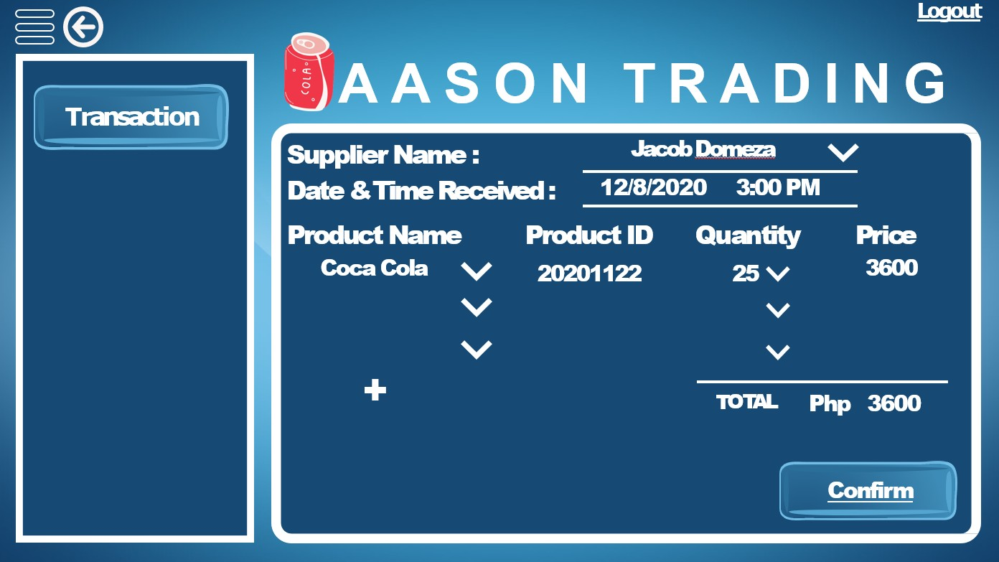 Logout
COLA
AASON TRADING
Transaction
Supplier Name : Jacob Domeza
Date & Time Received : 12/8/2020 3:00 PM
Product Name Product ID Quantity Price
Coca Cola 20201122 25 3600
TOTAL Php 3600
Confirm